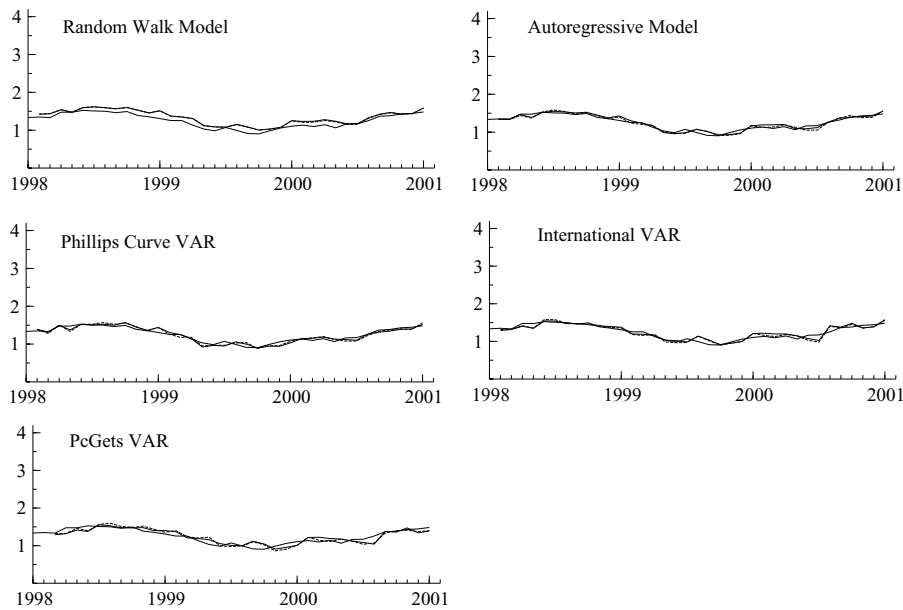 Random Walk Model
4
3
2
1
1998 1999 2000 2001
Autoregressive Model
4
3
2
1
1998 1999 2000 2001
Phillips Curve VAR
4
3
2
1
1998 1999 2000 2001
International VAR
4
3
2
1
1998 1999 2000 2001
PcGets VAR
4
3
2
1
1998 1999 2000 2001